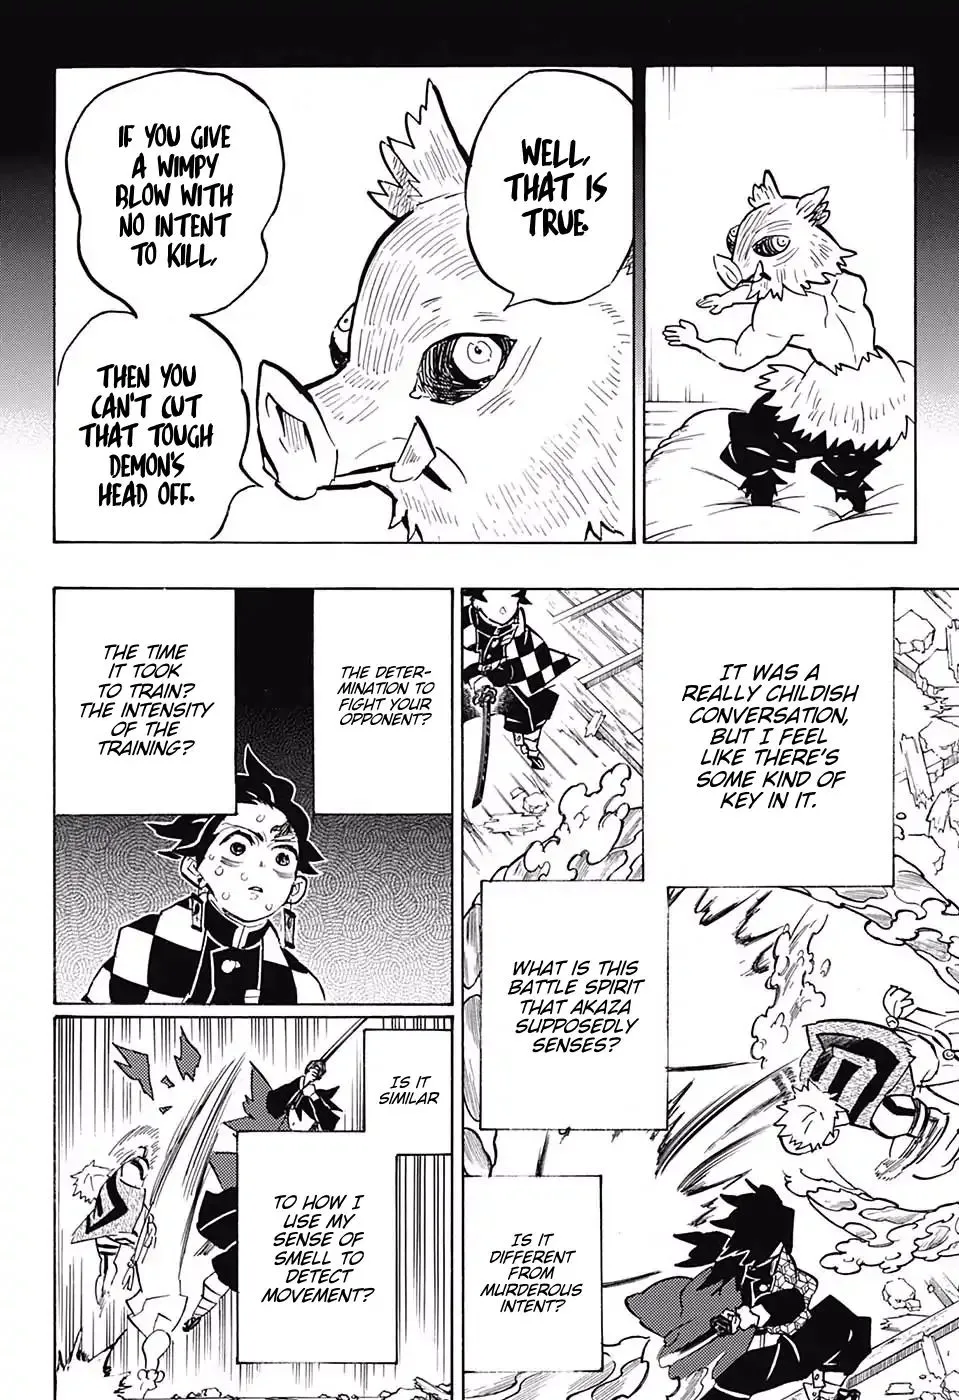 WELL,
THAT IS
TRUE.
IF YOU GIVE
A WIMPY
BLOW WITH
NO INTENT
TO KILL,
THEN YOU
CAN'T CUT
THAT TOUGH
DEMON'S
HEAD OFF.
IT WAS A
REALLY CHILDISH
CONVERSATION,
BUT I FEEL
LIKE THERE'S
SOME KIND OF
KEY IN IT.
WHAT IS THIS
BATTLE SPIRIT
THAT AKAZA
SUPPOSEDLY
SENSES?
IS IT
DIFFERENT
FROM
MURDEROUS
INTENT?
THE DETER-
MINATION TO
FIGHT YOUR
OPPONENT?
THE TIME
IT TOOK
TO TRAIN?
THE INTENSITY
OF THE
TRAINING?
IS IT
SIMILAR
TO HOW I
USE MY
SENSE OF
SMELL TO
DETECT
MOVEMENT?